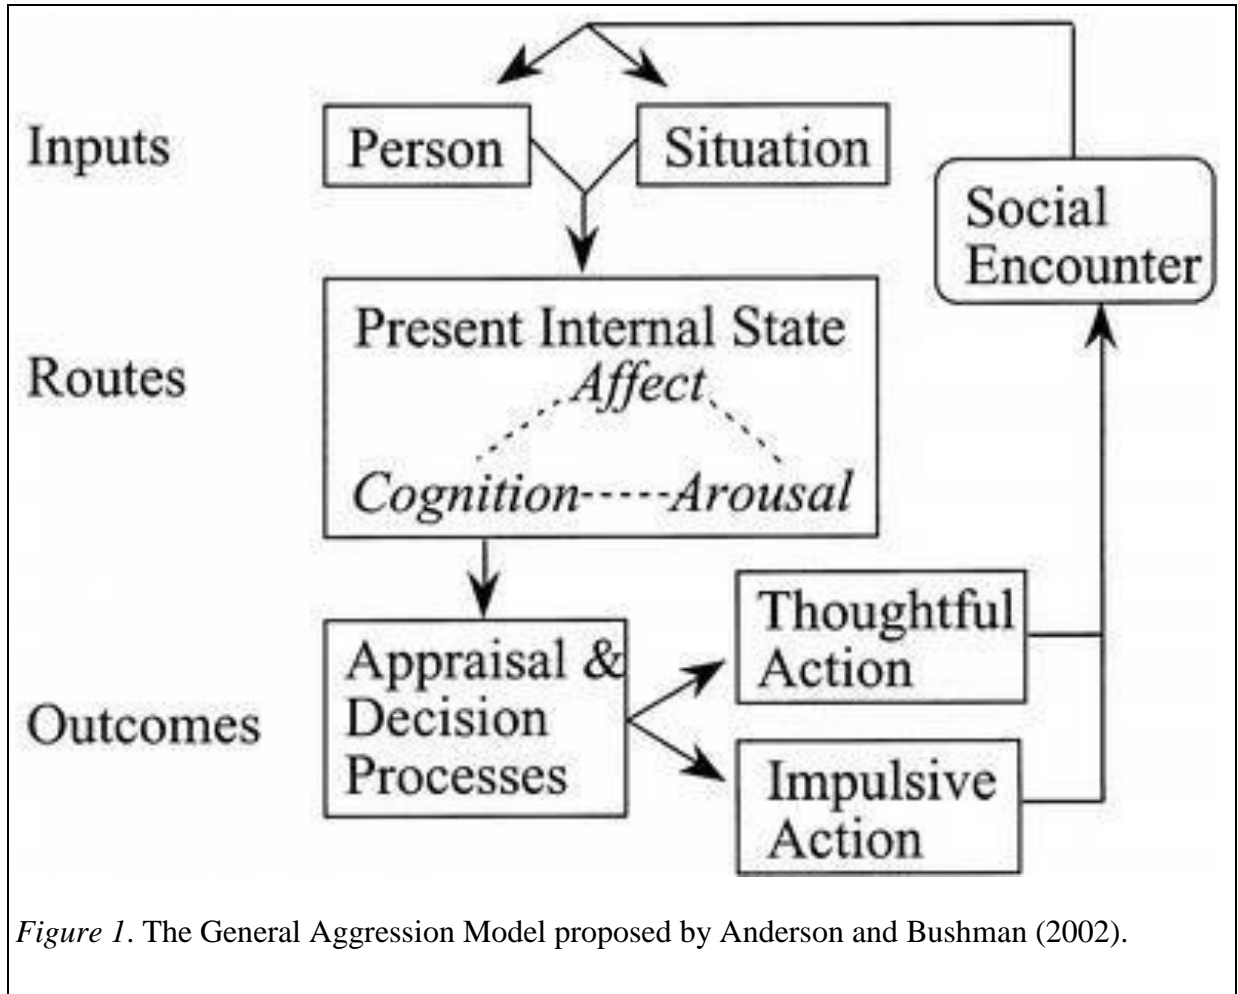 Inputs
Person
Situation
Social
Encounter
Routes
Present Internal State
Affect
Cognition
Arousal
Outcomes
Appraisal &
Decision
Processes
Thoughtful
Action
Impulsive
Action
Figure 1. The General Aggression Model proposed by Anderson and Bushman (2002).